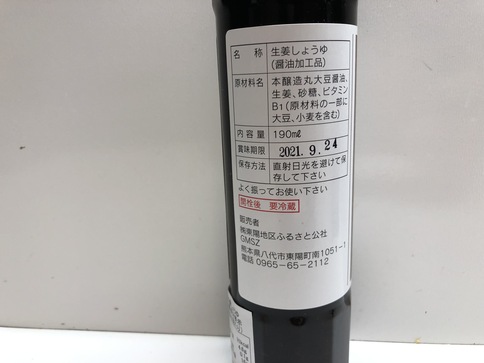 名 称 生姜しょうゆ
(醤油加工品)
原材料名 本醸造丸大豆醤油、
生姜、砂糖、ビタミン
B1(原材料の一部に
大豆、小麦を含む)
内容量 190mℓ
賞味期限 2021.9.24
保存方法 直射日光を避けて保
存して下さい
よく振ってお使い下さい
開栓後 要冷蔵
販売者
㈱東陽地区ふるさと公社
GMSZ
熊本県八代市東陽町南1051-1
電話 0965-65-2112